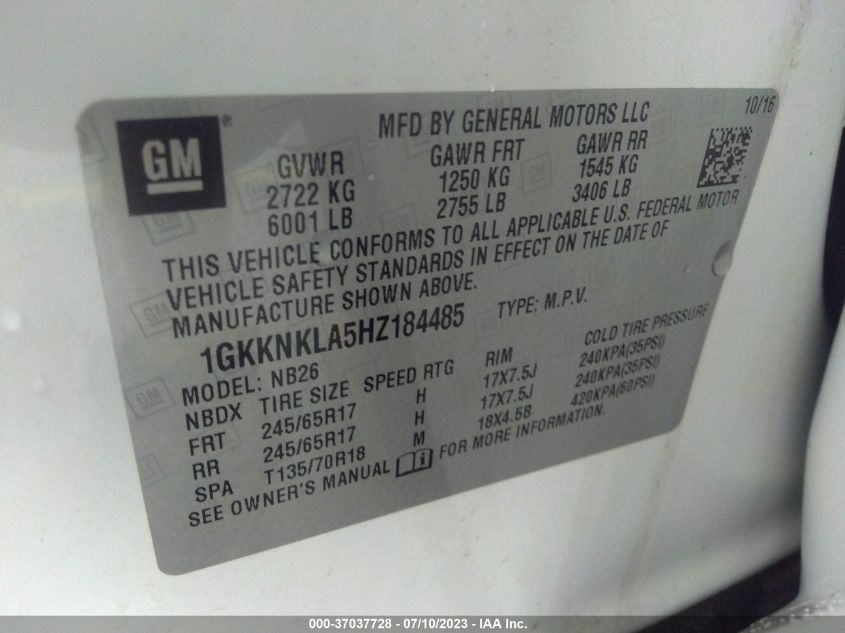 MFD BY GENERAL MOTORS LLC 10/16
GM®
GVWR GAWR FRT GAWR RR
2722 KG 1250 KG 1545 KG
6001 LB 2755 LB 3406 LB
THIS VEHICLE CONFORMS TO ALL APPLICABLE U.S. FEDERAL MOTOR
VEHICLE SAFETY STANDARDS IN EFFECT ON THE DATE OF
MANUFACTURE SHOWN ABOVE.
1GKKNKLA5HZ184485 TYPE: M.P.V.
MODEL: NB26
NBDX TIRE SIZE SPEED RTG RIM COLD TIRE PRESSURE
FRT 245/65R17 H 17X7.5J 240KPA(35PSI)
RR 245/65R17 H 17X7.5J 240KPA(35PSI)
SPA T135/70R18 M 18X4.5B 420KPA(60PSI)
SEE OWNER'S MANUAL FOR MORE INFORMATION.
000-37037728 - 07/10/2023 - IAA Inc.